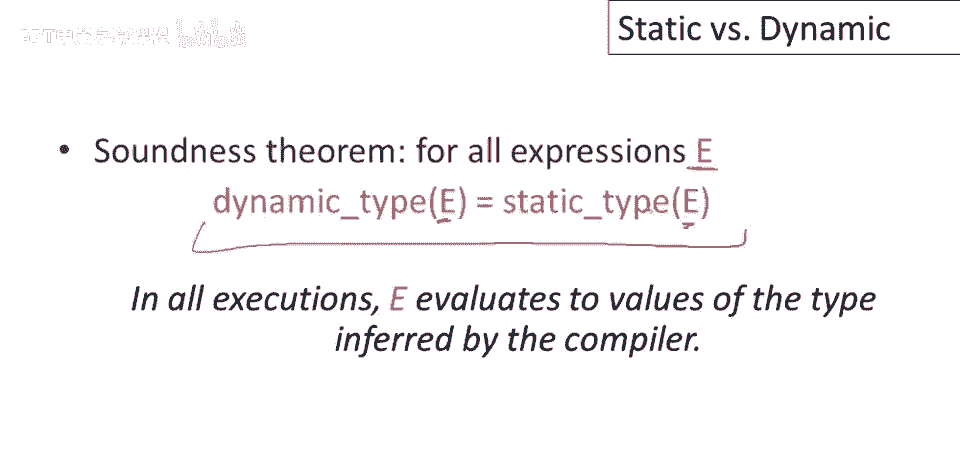 Static vs. Dynamic
• Soundness theorem: for all expressions E
dynamic_type(E) = static_type(E)
In all executions, E evaluates to values of the type
inferred by the compiler.